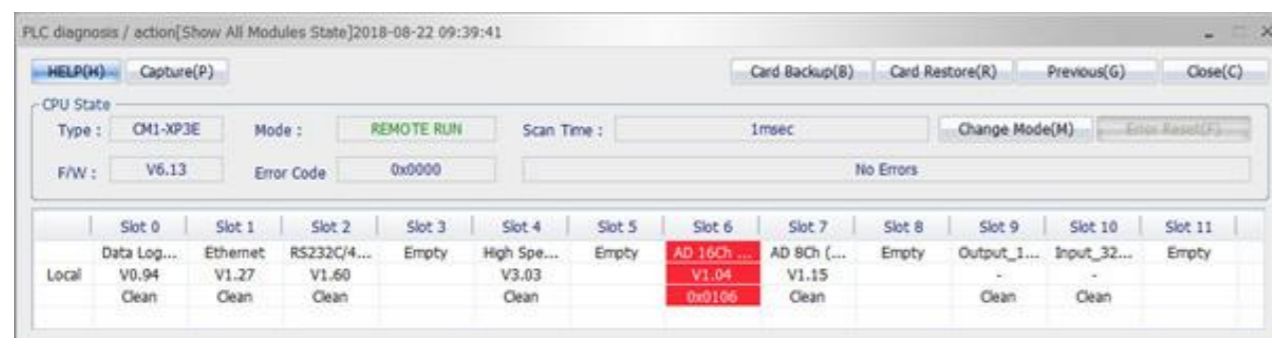 PLC diagnosis / action[Show All Modules State]2018-08-22 09:39:41
HELP(H) Capture(P) Card Backup(B) Card Restore(R) Previous(G) Close(C)
CPU State
Type : CM1-XP3E Mode : REMOTE RUN Scan Time : 1msec Change Mode(M) Error Reset(F)
F/W : V6.13 Error Code 0x0000 No Errors
Slot 0 Slot 1 Slot 2 Slot 3 Slot 4 Slot 5 Slot 6 Slot 7 Slot 8 Slot 9 Slot 10 Slot 11
Data Log... Ethernet RS232C/4... Empty High Spee... Empty AD 16Ch ... AD 8Ch (... Empty Output_1... Input_32... Empty
Local V0.94 V1.27 V1.60 V3.03 V1.04 V1.15 - -
Clean Clean Clean Clean 0x0106 Clean Clean Clean